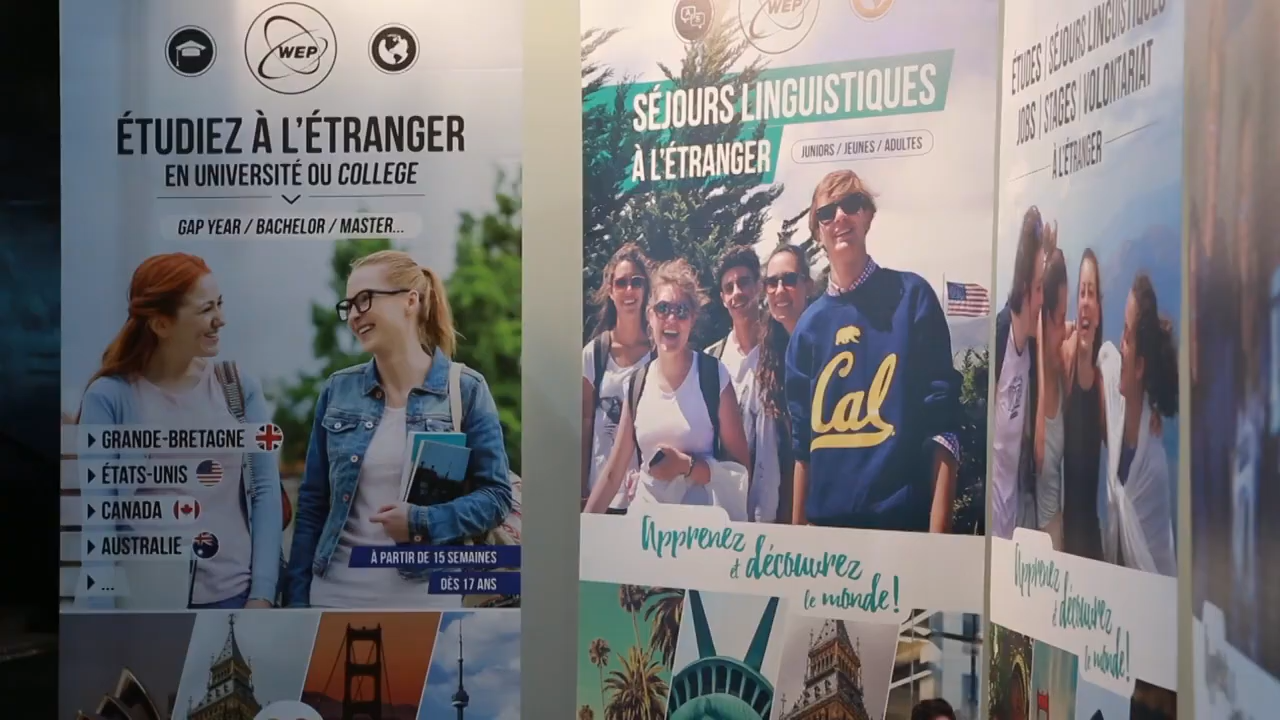 WEP
ÉTUDIEZ À L'ÉTRANGER
EN UNIVERSITÉ OU COLLEGE
GAP YEAR / BACHELOR / MASTER...
GRANDE-BRETAGNE
ÉTATS-UNIS
CANADA
AUSTRALIE
...
À PARTIR DE 15 SEMAINES
DÈS 17 ANS
WEP
SÉJOURS LINGUISTIQUES
À L'ÉTRANGER
JUNIORS / JEUNES / ADULTES
Cal
Apprenez
et découvrez
le monde!
ÉTUDES | SÉJOURS LINGUISTIQUES
JOBS | STAGES | VOLONTARIAT
À L'ÉTRANGER
Apprenez
et découvrez
le monde!